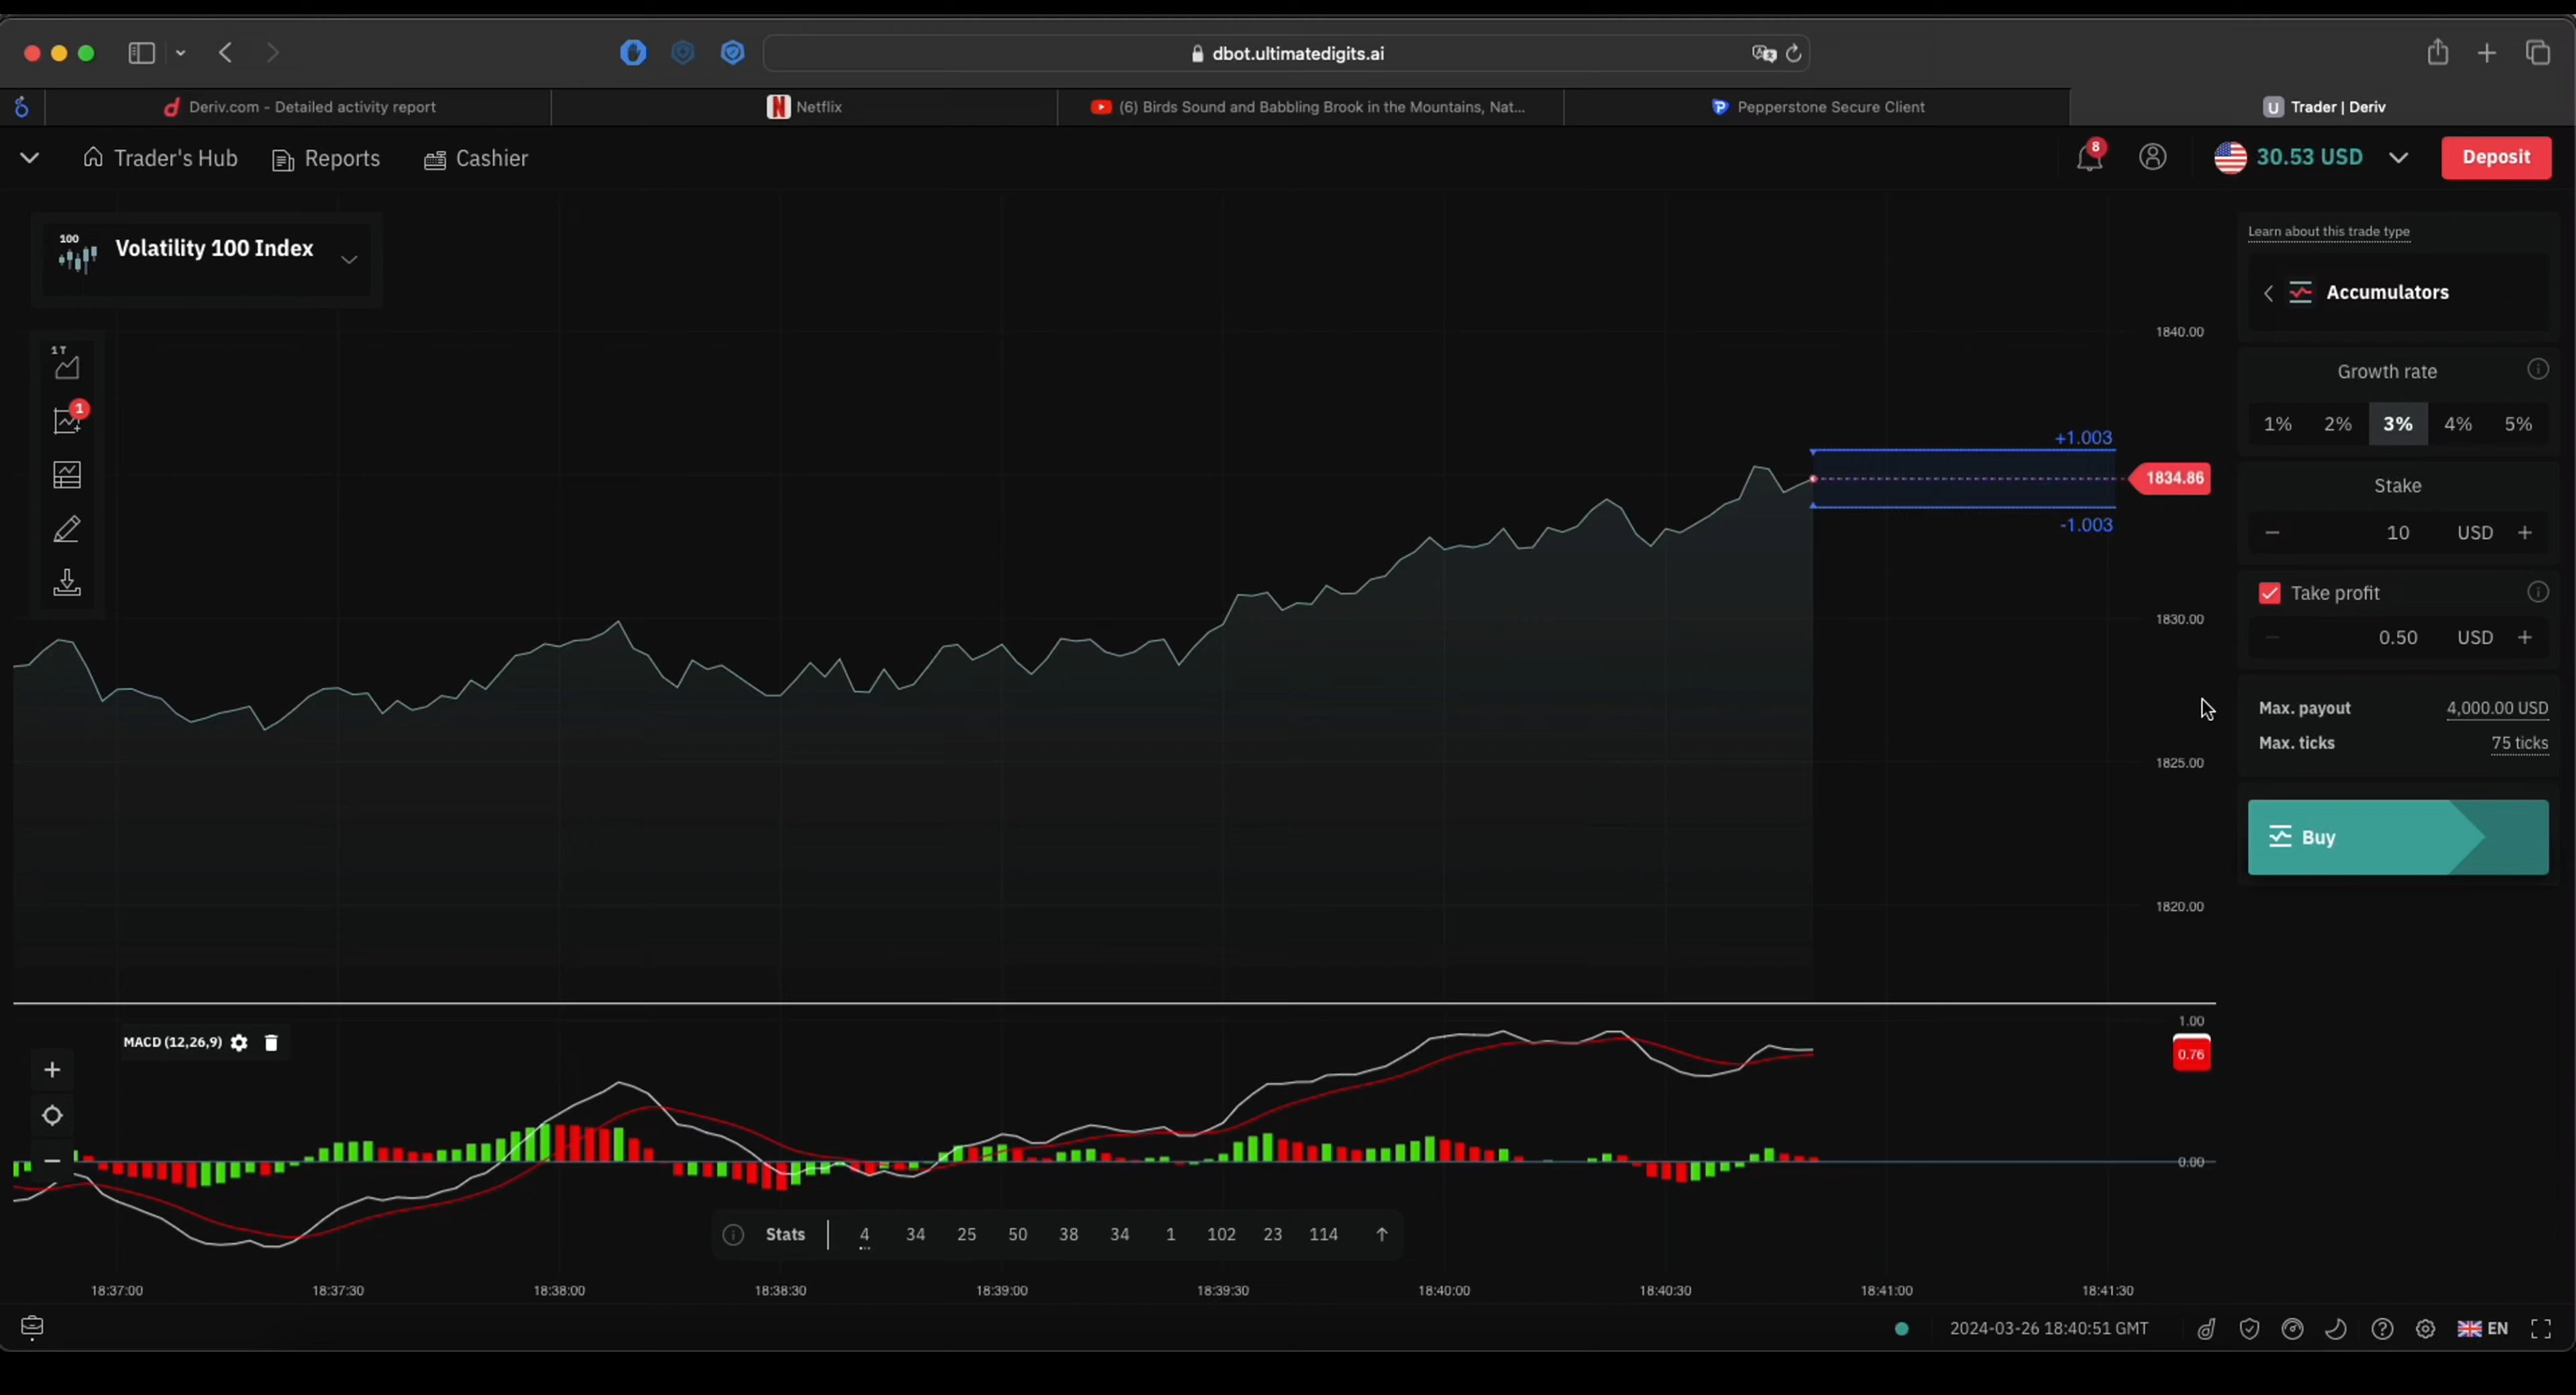 dbot.ultimatedigits.ai
Deriv.com - Detailed activity report
Netflix
(6) Birds Sound and Babbling Brook in the Mountains, Nat...
Pepperstone Secure Client
U Trader | Deriv
Trader's Hub
Reports
Cashier
8
30.53 USD
Deposit
100
Volatility 100 Index
1T
1
Learn about this trade type
Accumulators
Growth rate
1% 2% 3% 4% 5%
Stake
10 USD
Take profit
0.50 USD
Max. payout 4,000.00 USD
Max. ticks 75 ticks
Buy
1840.00
+1.003
1834.86
-1.003
1830.00
1825.00
1820.00
MACD (12,26,9)
1.00
0.76
0.00
Stats 4 34 25 50 38 34 1 102 23 114
18:37:00 18:37:30 18:38:00 18:38:30 18:39:00 18:39:30 18:40:00 18:40:30 18:41:00 18:41:30
2024-03-26 18:40:51 GMT
EN